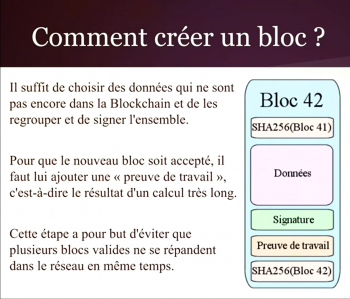 Comment créer un bloc ?
Il suffit de choisir des données qui ne sont
pas encore dans la Blockchain et de les
regrouper et de signer l'ensemble.
Pour que le nouveau bloc soit accepté, il
faut lui ajouter une « preuve de travail »,
c'est-à-dire le résultat d'un calcul très long.
Cette étape a pour but d'éviter que
plusieurs blocs valides ne se répandent
dans le réseau en même temps.
Bloc 42
SHA256(Bloc 41)
Données
Signature
Preuve de travail
SHA256(Bloc 42)